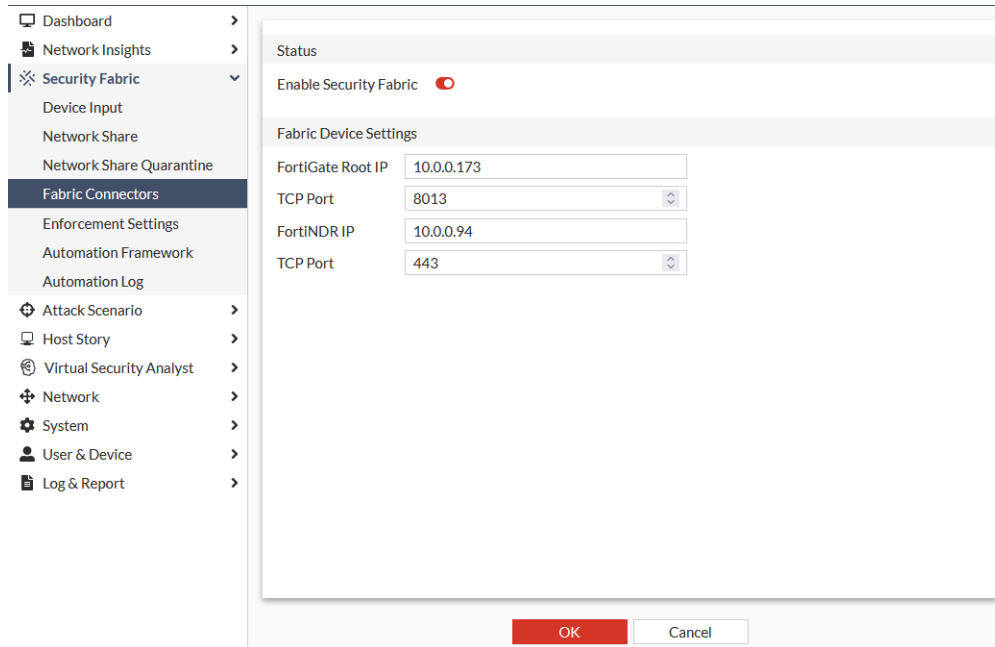 Dashboard
Network Insights
Security Fabric
Device Input
Network Share
Network Share Quarantine
Fabric Connectors
Enforcement Settings
Automation Framework
Automation Log
Attack Scenario
Host Story
Virtual Security Analyst
Network
System
User & Device
Log & Report
Status
Enable Security Fabric
Fabric Device Settings
FortiGate Root IP 10.0.0.173
TCP Port 8013
FortiNDR IP 10.0.0.94
TCP Port 443
OK Cancel